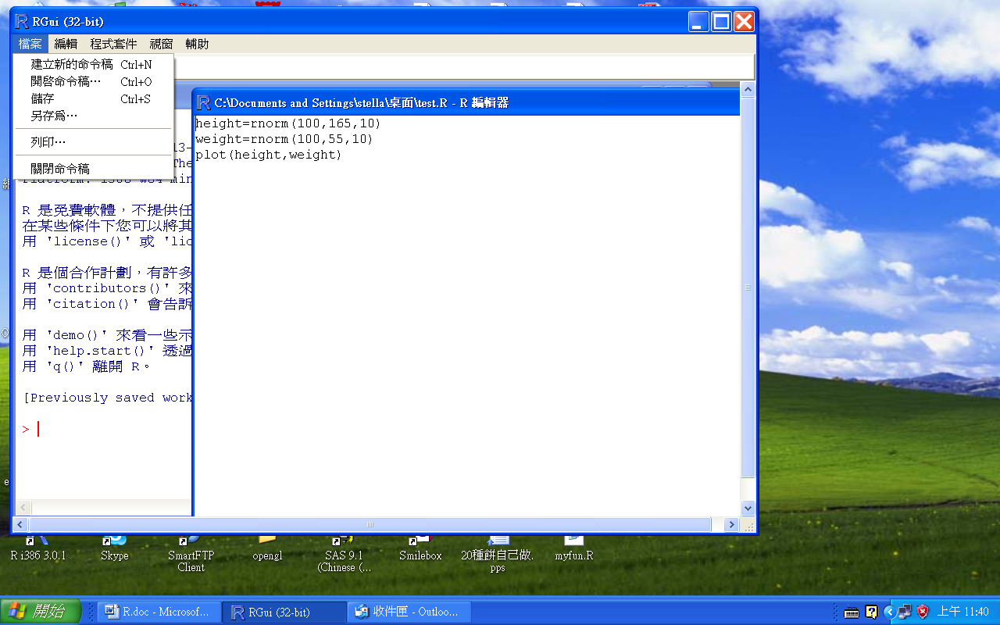 RGui (32-bit)
檔案 編輯 程式套件 視窗 輔助
建立新的命令稿 Ctrl+N
開啓命令稿… Ctrl+O
儲存 Ctrl+S
另存爲…
列印…
關閉命令稿
C:\Documents and Settings\stella\桌面\test.R - R 編輯器
height=rnorm(100,165,10)
weight=rnorm(100,55,10)
plot(height,weight)
R 是免費軟體，不提供任
在某些條件下您可以將其
用 'license()' 或 'lic
R 是個合作計劃，有許多
用 'contributors()' 來
用 'citation()' 會告訴
用 'demo()' 來看一些示
用 'help.start()' 透過
用 'q()' 離開 R。
[Previously saved work
>
R i386 3.0.1
Skype
SmartFTP
Client
opengl
SAS 9.1
(Chinese (...
Smilebox
20種餅自己做.
pps
myfun.R
開始
R.doc - Microsof...
RGui (32-bit)
收件匣 - Outloo...
上午 11:40